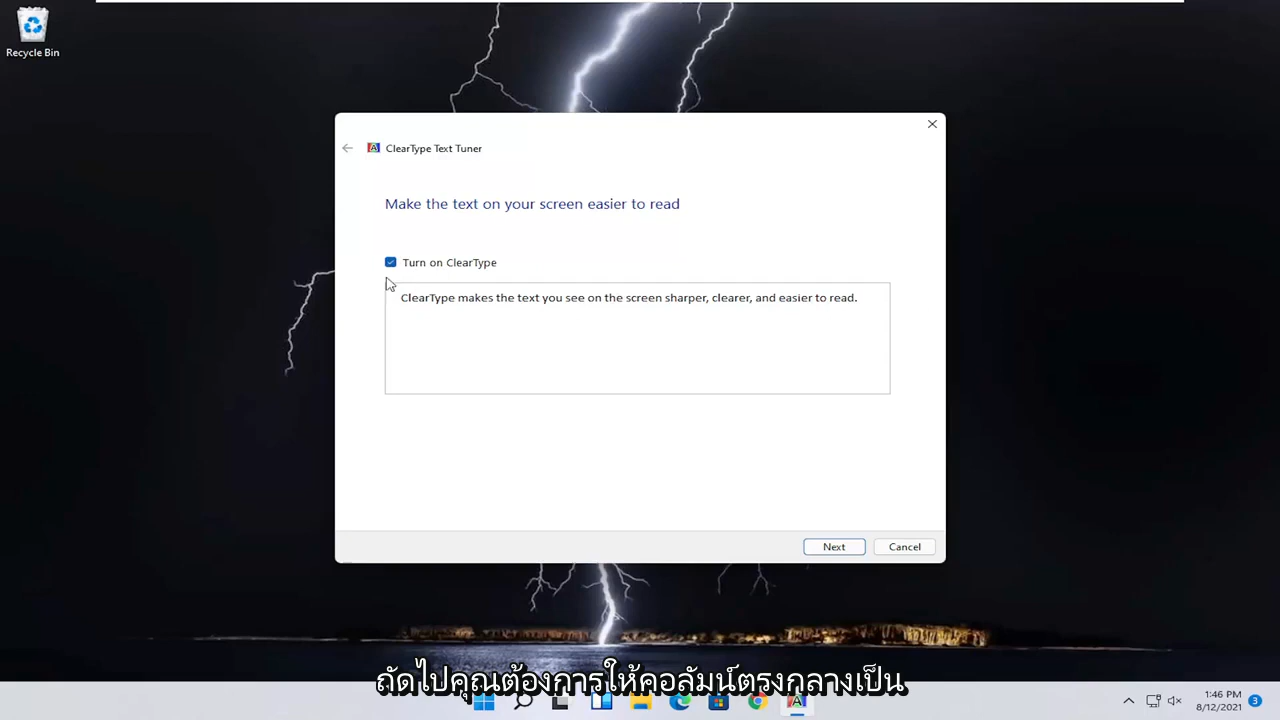 Recycle Bin
ClearType Text Tuner
Make the text on your screen easier to read
Turn on ClearType
ClearType makes the text you see on the screen sharper, clearer, and easier to read.
Next
Cancel
ถัดไปคุณต้องการให้คอลัมน์ตรงกลางเป็น
1:46 PM
8/12/2021
3